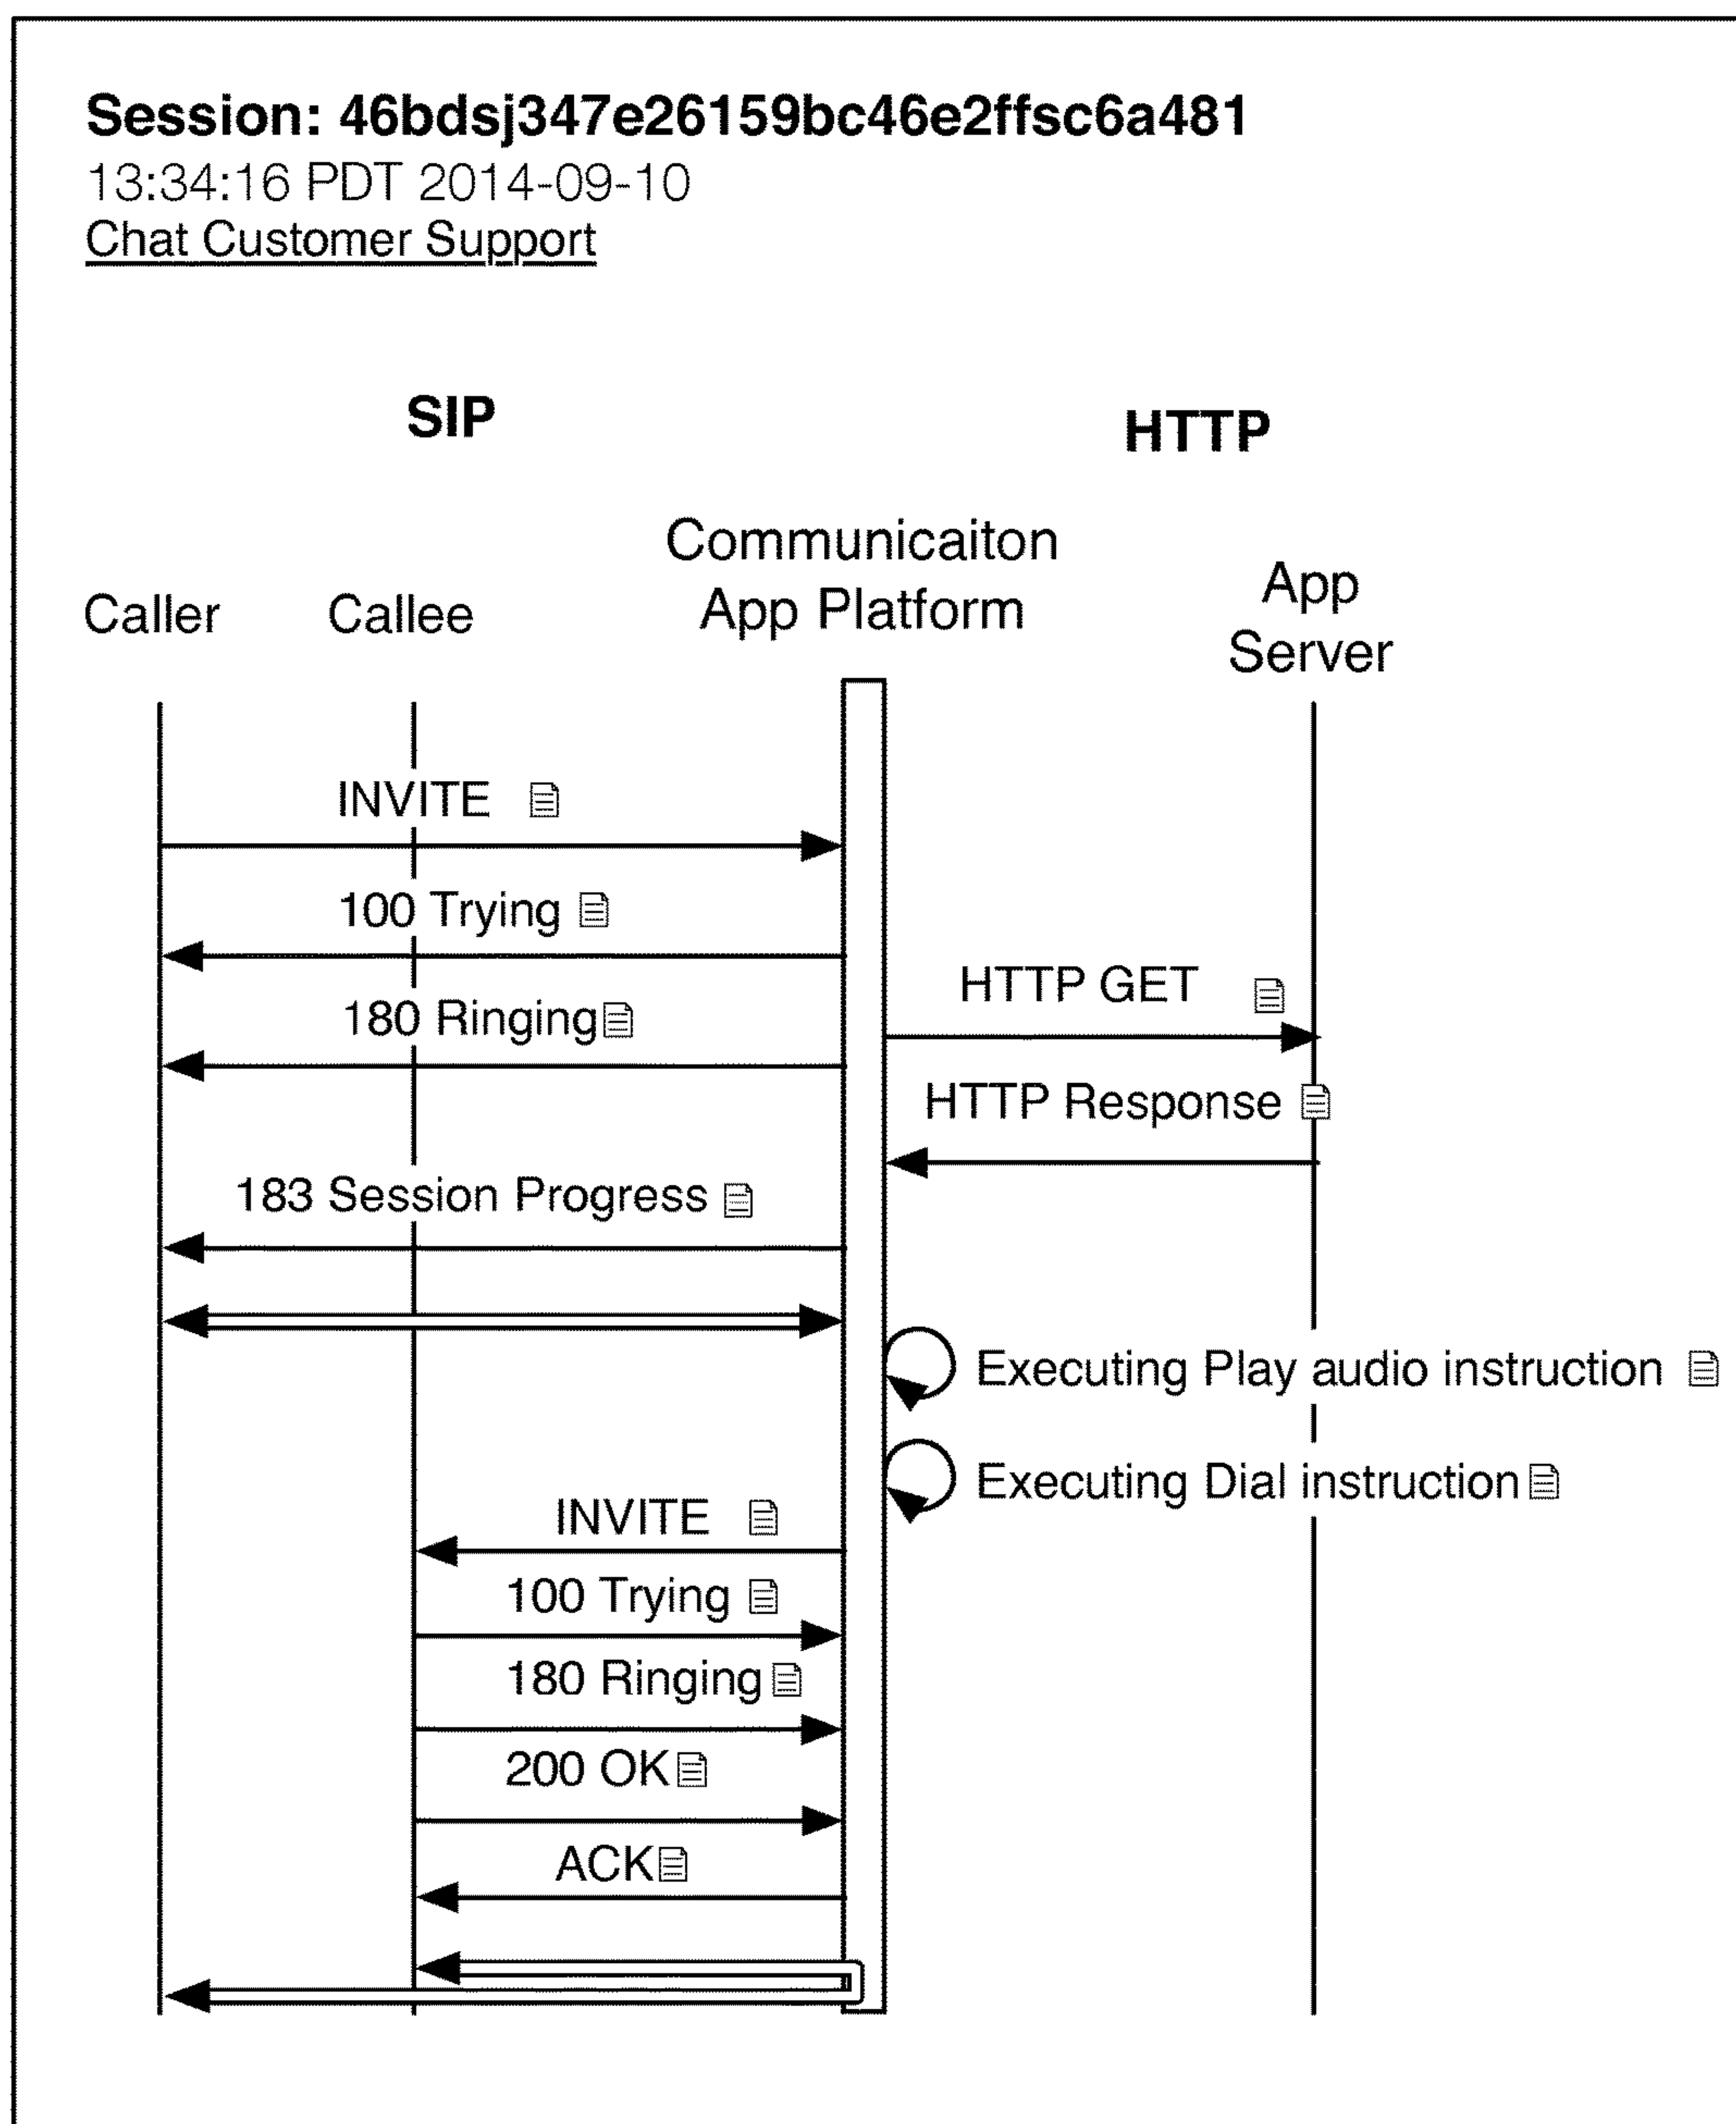 Session: 46bdsj347e26159bc46e2ffsc6a481
13:34:16 PDT 2014-09-10
Chat Customer Support
SIP
HTTP
Caller
Callee
Communicaiton
App Platform
App
Server
INVITE
100 Trying
HTTP GET
180 Ringing
HTTP Response
183 Session Progress
Executing Play audio instruction
Executing Dial instruction
INVITE
100 Trying
180 Ringing
200 OK
ACK